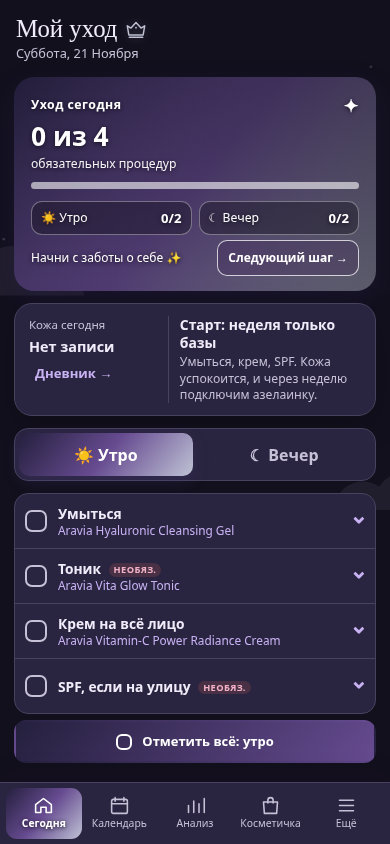 Мой уход
Суббота, 21 Ноября
Уход сегодня
0 из 4
обязательных процедур
☀️ Утро 0/2
☾ Вечер 0/2
Начни с заботы о себе ✨
Следующий шаг →
Кожа сегодня
Нет записи
Дневник →
Старт: неделя только
базы
Умыться, крем, SPF. Кожа
успокоится, и через неделю
подключим азелаинку.
☀️ Утро
☾ Вечер
Умыться
Aravia Hyaluronic Cleansing Gel
Тоник НЕОБЯЗ.
Aravia Vita Glow Tonic
Крем на всё лицо
Aravia Vitamin-C Power Radiance Cream
SPF, если на улицу НЕОБЯЗ.
Отметить всё: утро
Сегодня
Календарь
Анализ
Косметичка
Ещё